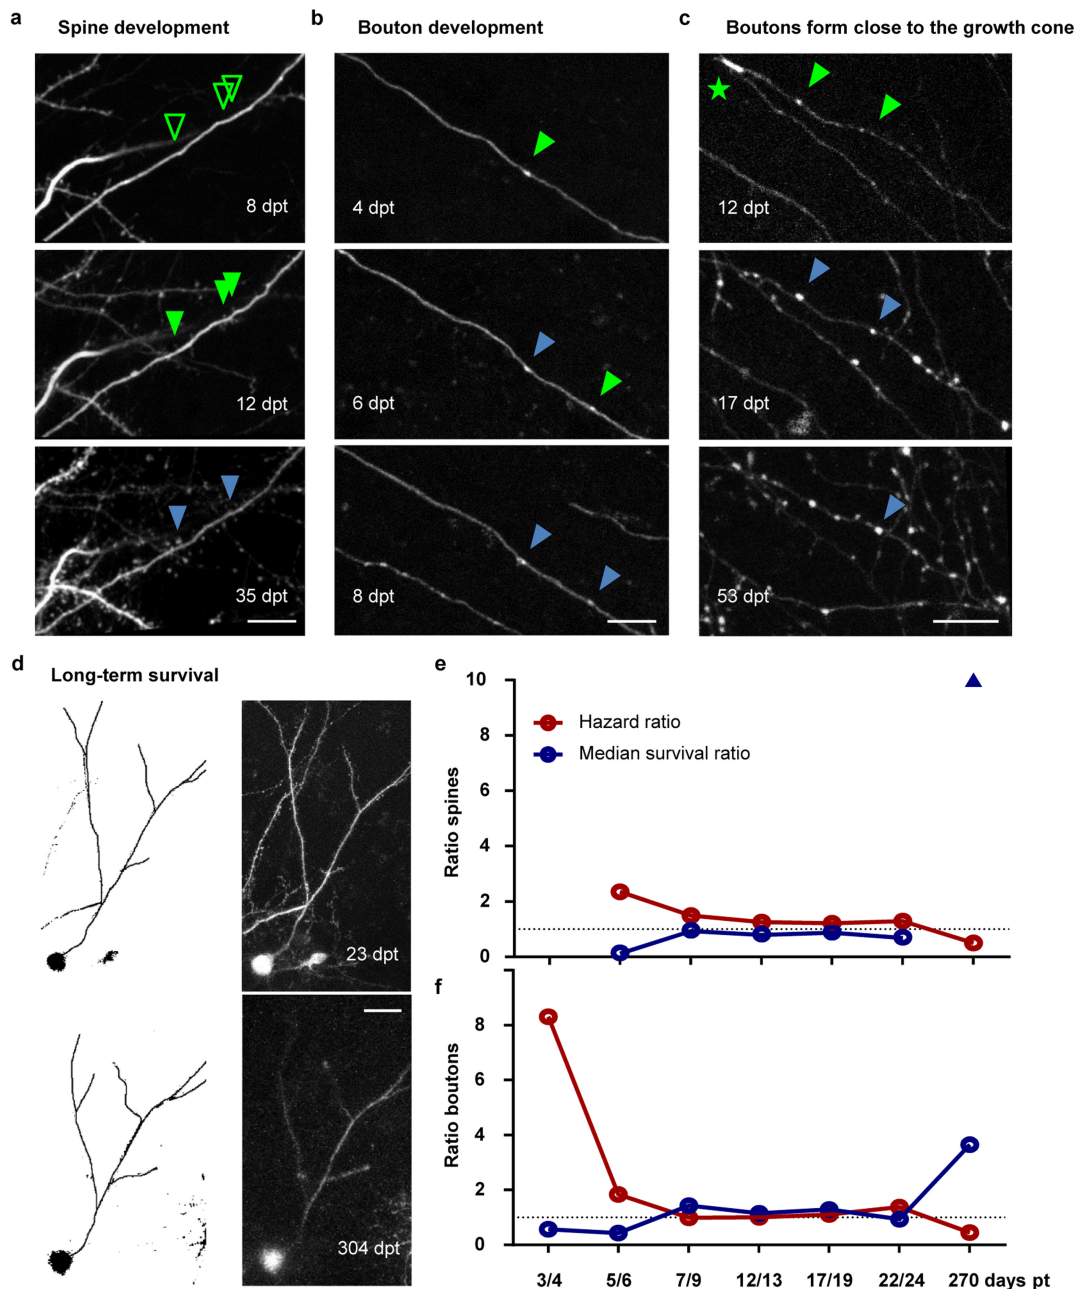 a Spine development
b Bouton development
c Boutons form close to the growth cone
8 dpt
4 dpt
12 dpt
12 dpt
6 dpt
17 dpt
35 dpt
8 dpt
53 dpt
d Long-term survival
23 dpt
304 dpt
e
10
8
6
4
2
0
Ratio spines
Hazard ratio
Median survival ratio
f
8
6
4
2
0
Ratio boutons
3/4 5/6 7/9 12/13 17/19 22/24 270 days pt